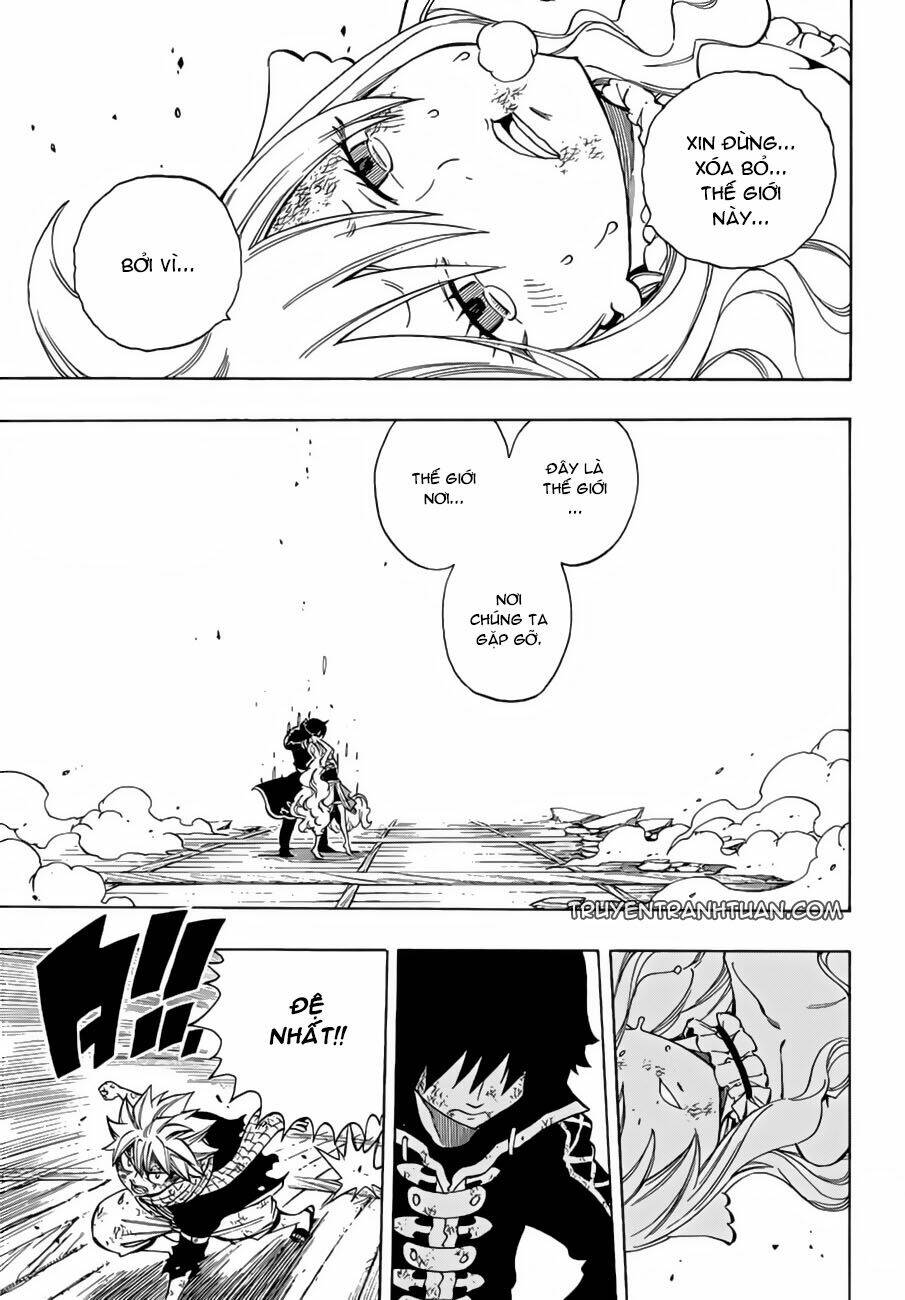 XIN ĐỪNG...
XÓA BỎ...
THẾ GIỚI
NÀY...
BỞI VÌ...
ĐÂY LÀ
THẾ GIỚI
...
THẾ GIỚI
NƠI...
NƠI
CHÚNG TA
GẶP GỠ.
TRUYENTRANHTUAN.COM
ĐỆ
NHẤT!!
ダ!!